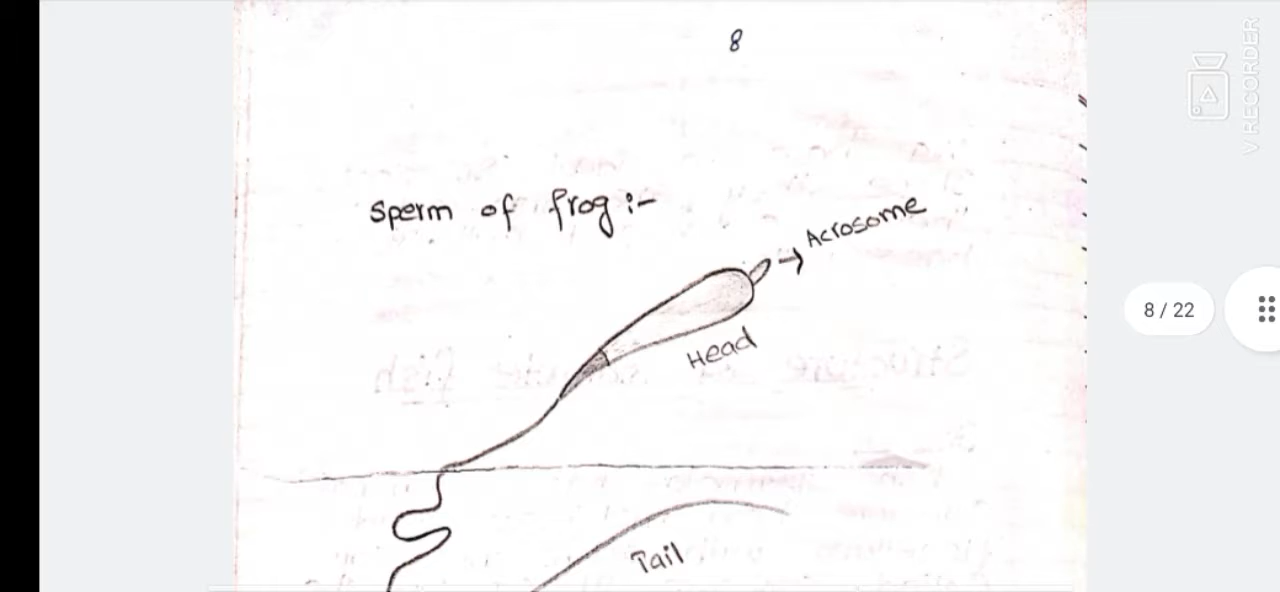 8
Sperm of frog :-
→ Acrosome
Head
Tail
8 / 22
V RECORDER